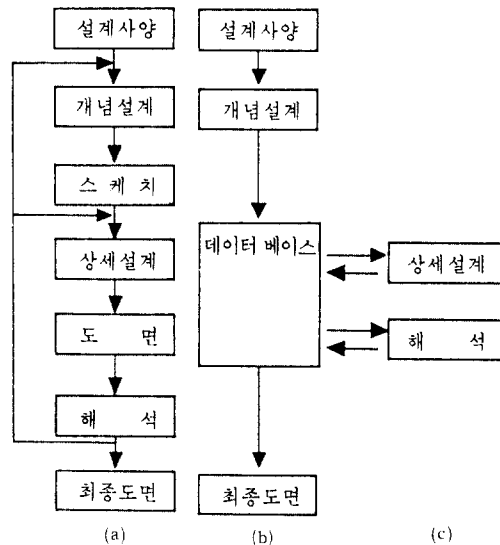 설계사양
개념설계
스 케 치
상세설계
도 면
해 석
최종도면
(a)
설계사양
개념설계
데이터 베이스
최종도면
(b)
상세설계
해 석
(c)